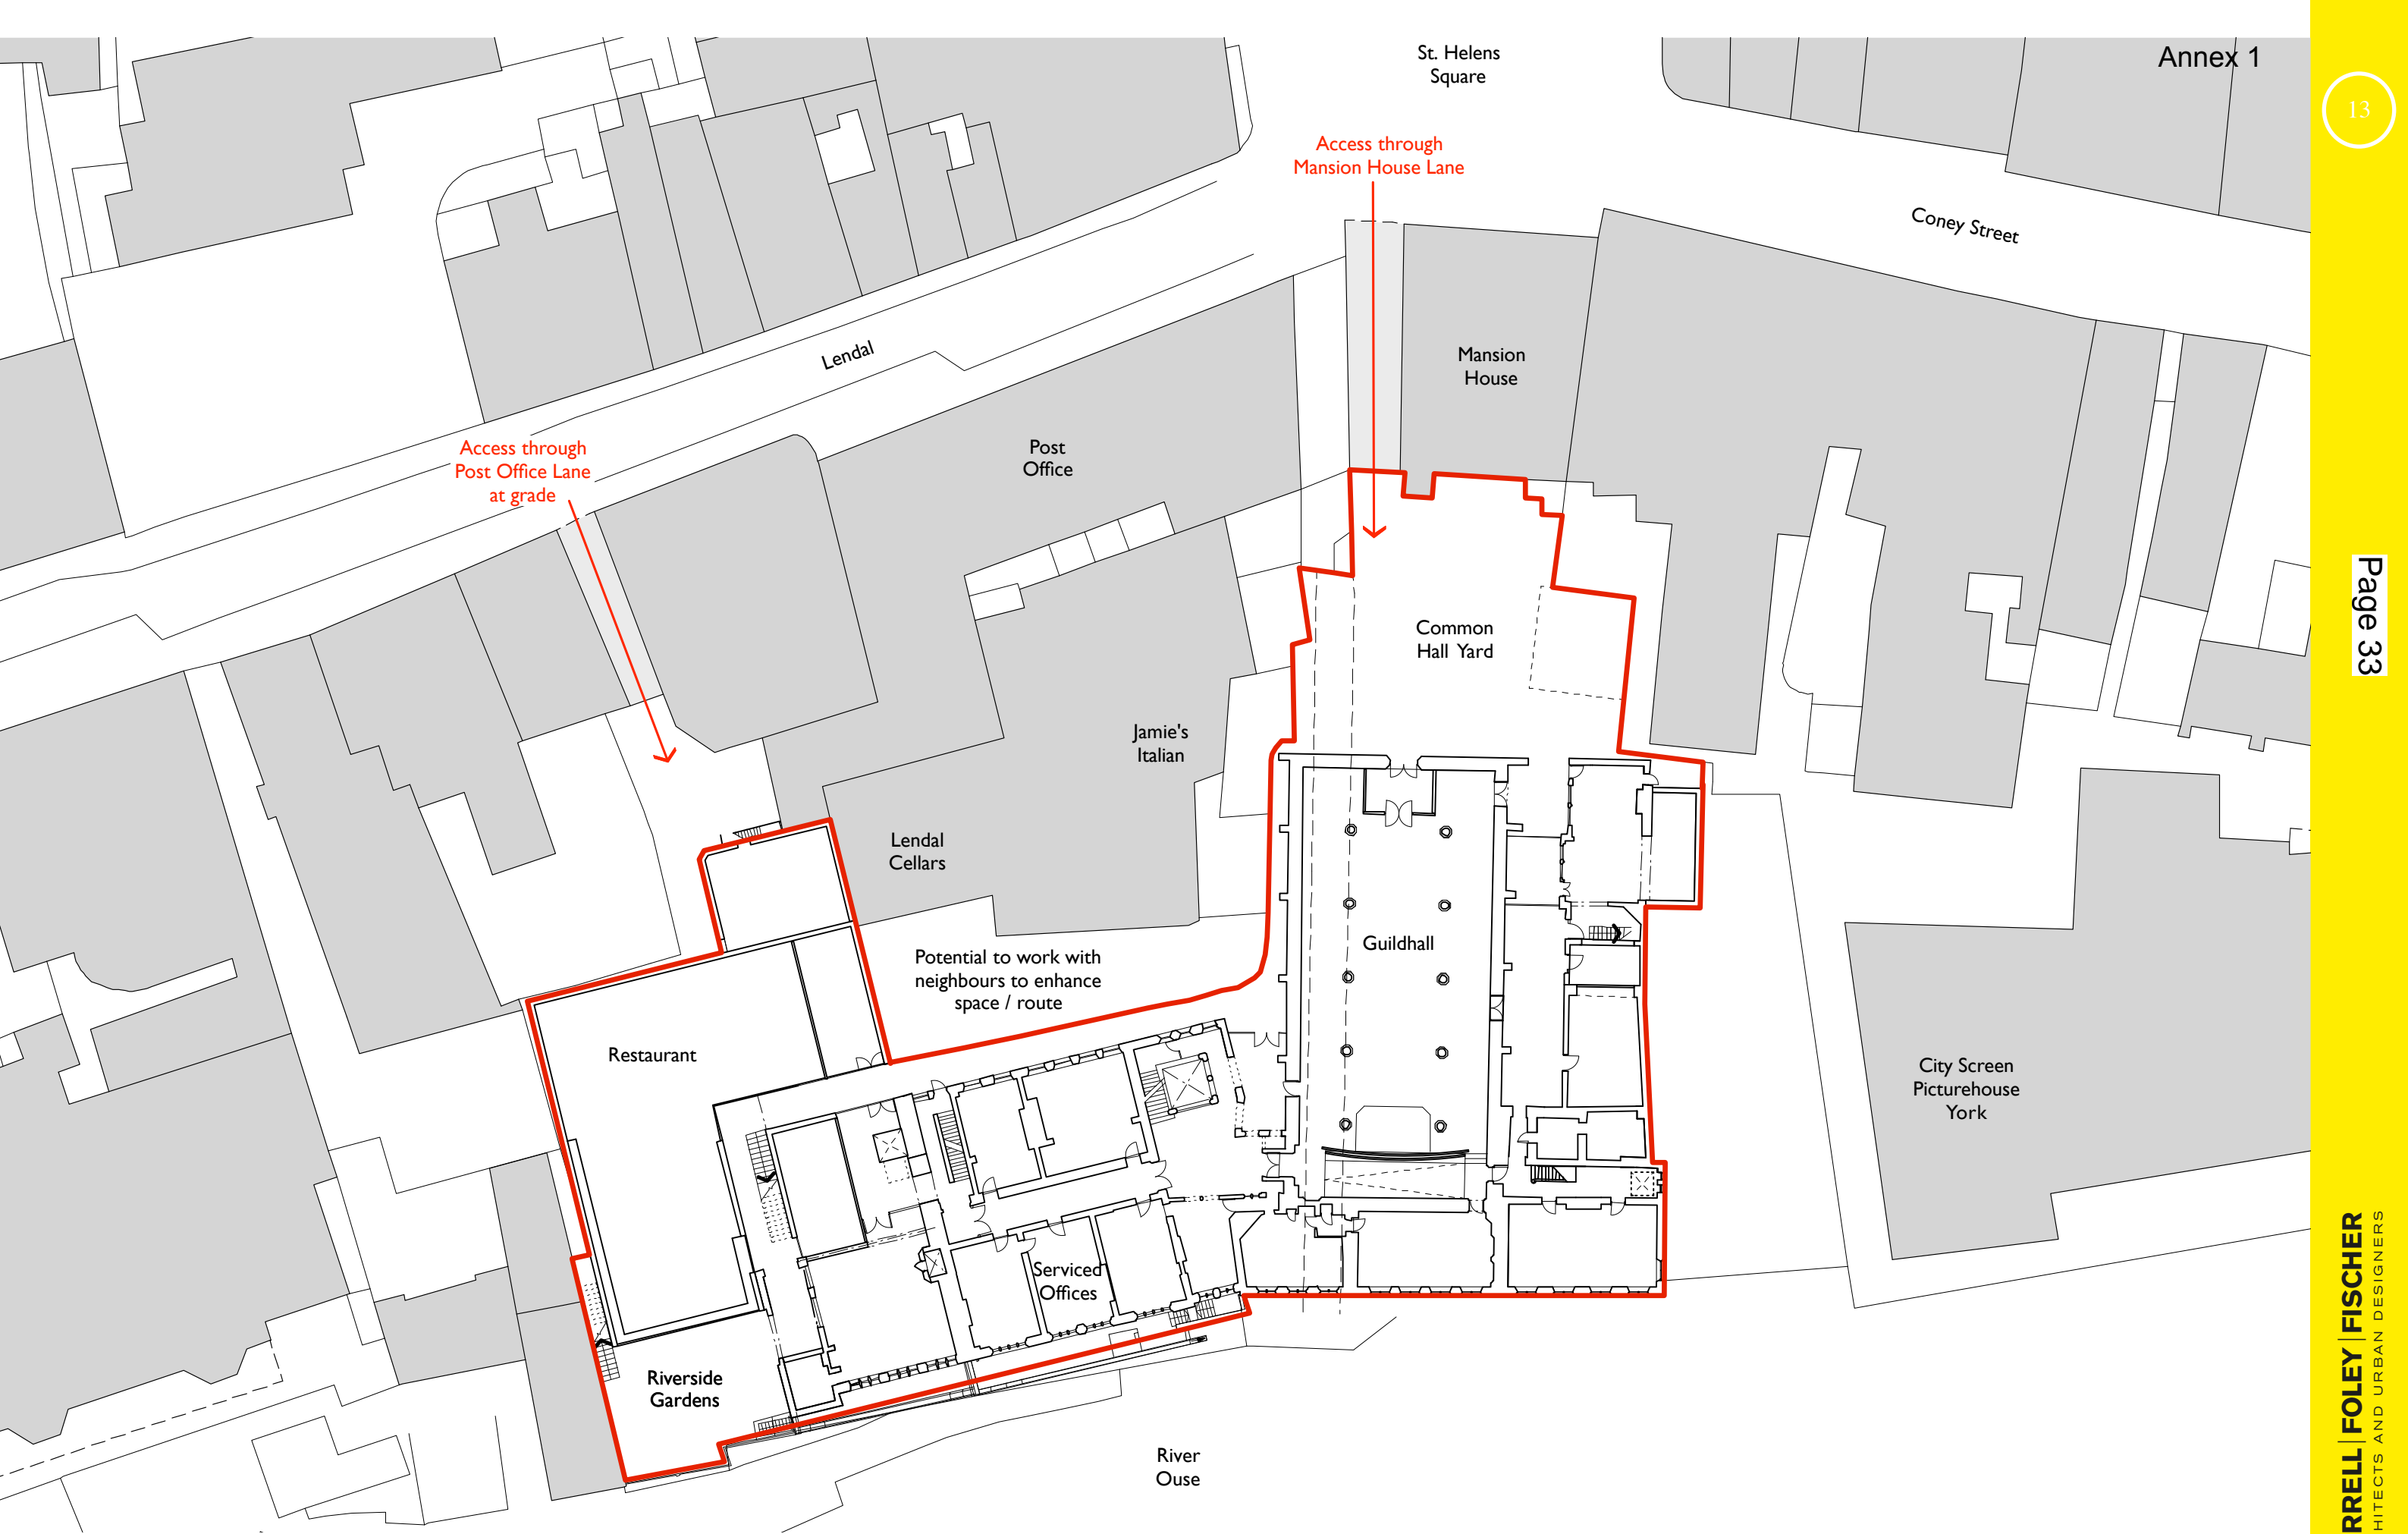 Annex 1
13
St. Helens
Square
Access through
Mansion House Lane
Coney Street
Lendal
Mansion
House
Access through
Post Office Lane
at grade
Post
Office
Common
Hall Yard
Jamie's
Italian
Lendal
Cellars
Guildhall
Potential to work with
neighbours to enhance
space / route
Restaurant
City Screen
Picturehouse
York
Serviced
Offices
Riverside
Gardens
River
Ouse
Page 33
RRELL | FOLEY | FISCHER
HITECTS AND URBAN DESIGNERS